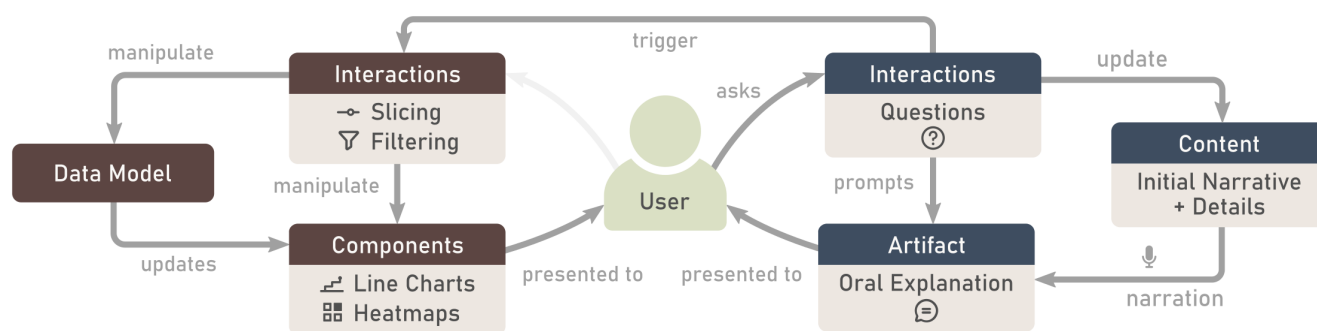 trigger
manipulate
Interactions
Slicing
Filtering
asks
Interactions
Questions
update
Content
Initial Narrative
+ Details
Data Model
manipulate
User
prompts
Components
Line Charts
Heatmaps
updates
presented to
presented to
Artifact
Oral Explanation
narration